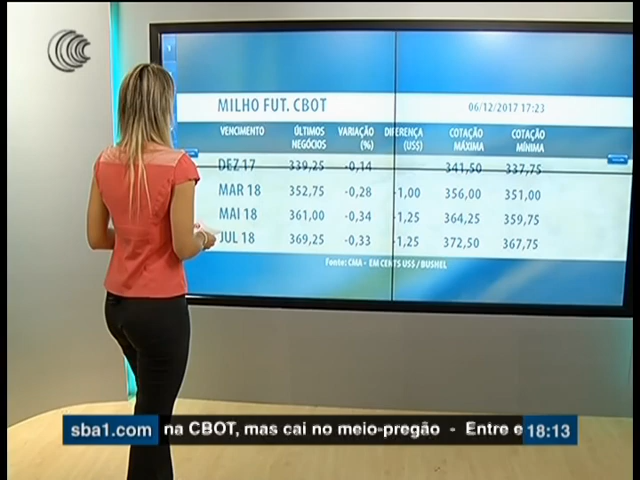 MILHO FUT. CBOT 06/12/2017 17:23
VENCIMENTO ÚLTIMOS NEGÓCIOS VARIAÇÃO (%) DIFERENÇA (US$) COTAÇÃO MÁXIMA COTAÇÃO MÍNIMA
DEZ 17 339,25 -0,14 341,50 337,75
MAR 18 352,75 -0,28 -1,00 356,00 351,00
MAI 18 361,00 -0,34 -1,25 364,25 359,75
JUL 18 369,25 -0,33 -1,25 372,50 367,75
Fonte: CMA - EM CENTS US$ / BUSHEL
sba1.com na CBOT, mas cai no meio-pregão - Entre e 18:13